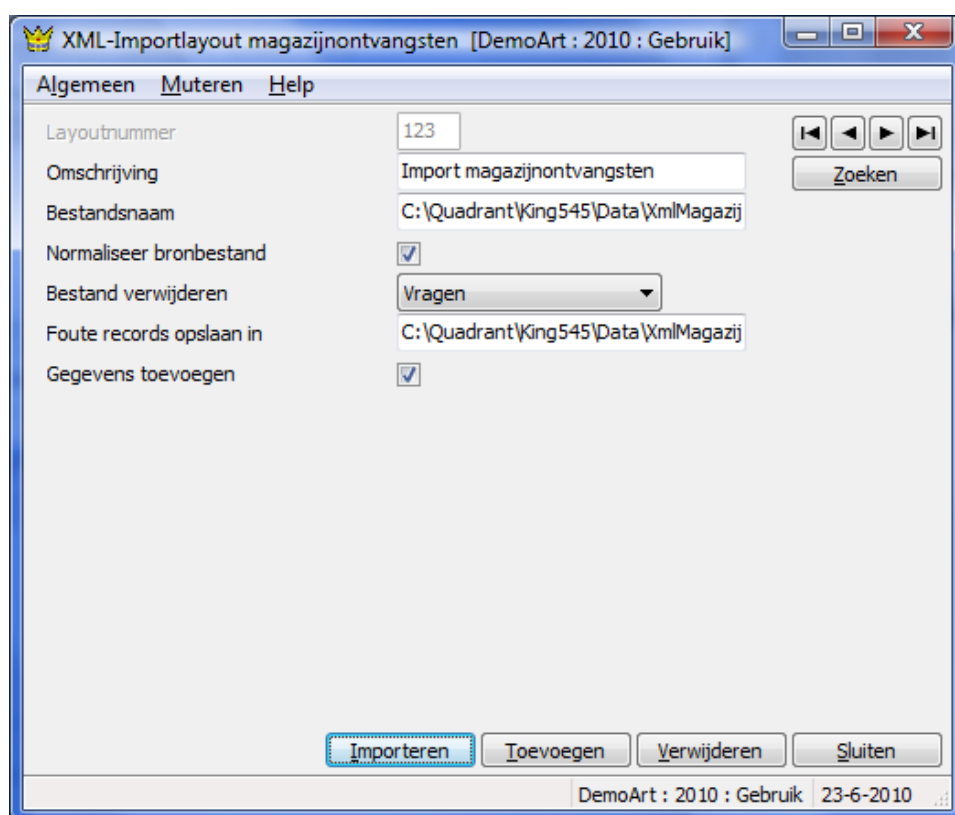 XML-Importlayout magazijnontvangsten [DemoArt : 2010 : Gebruik]
Algemeen Muteren Help
Layoutnummer 123
Omschrijving Import magazijnontvangsten Zoeken
Bestandsnaam C:\Quadrant\King545\Data\XmlMagazij
Normaliseer bronbestand
Bestand verwijderen Vragen
Foute records opslaan in C:\Quadrant\King545\Data\XmlMagazij
Gegevens toevoegen
Importeren Toevoegen Verwijderen Sluiten
DemoArt : 2010 : Gebruik 23-6-2010